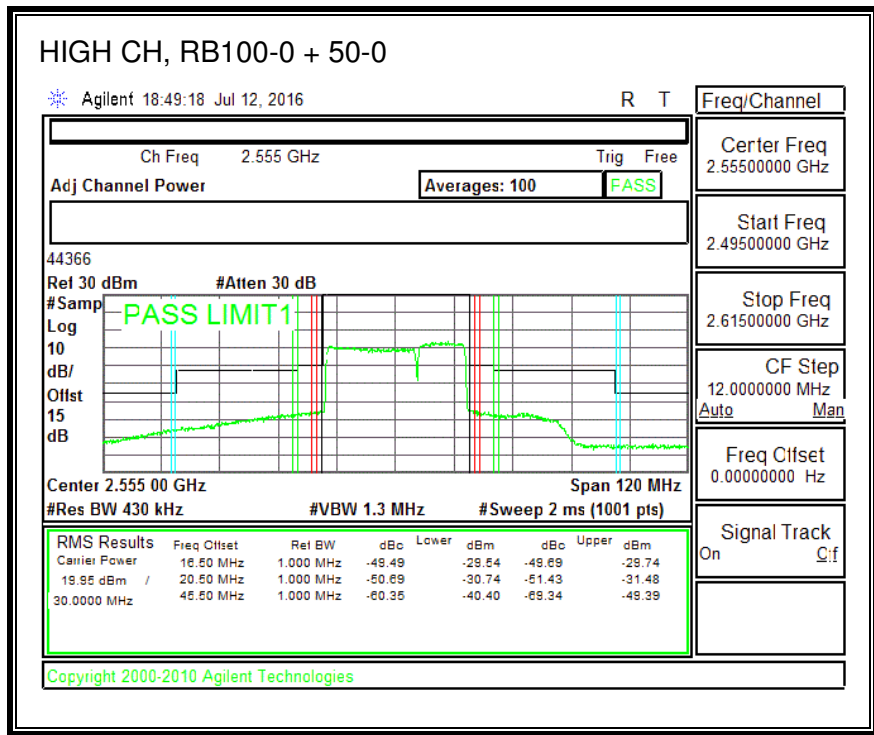 HIGH CH, RB100-0 + 50-0
Agilent 18:49:18 Jul 12, 2016 R T
Freq/Channel
Ch Freq 2.555 GHz Trig Free
Adj Channel Power Averages: 100 PASS
Center Freq
2.55500000 GHz
Start Freq
2.49500000 GHz
Stop Freq
2.61500000 GHz
CF Step
12.0000000 MHz
Auto Man
Freq Offset
0.00000000 Hz
Signal Track
On Off
44366
Ref 30 dBm #Atten 30 dB
#Samp
Log
10
dB/
Offst
15
dB
PASS LIMIT1
Center 2.555 00 GHz Span 120 MHz
#Res BW 430 kHz #VBW 1.3 MHz #Sweep 2 ms (1001 pts)
RMS Results Freq Offset Ref BW dBc Lower dBm dBc Upper dBm
Carrier Power 16.50 MHz 1.000 MHz -49.49 -29.54 -49.69 -29.74
19.95 dBm / 20.50 MHz 1.000 MHz -50.69 -30.74 -51.43 -31.48
30.0000 MHz 45.50 MHz 1.000 MHz -60.35 -40.40 -69.34 -49.39
Copyright 2000-2010 Agilent Technologies